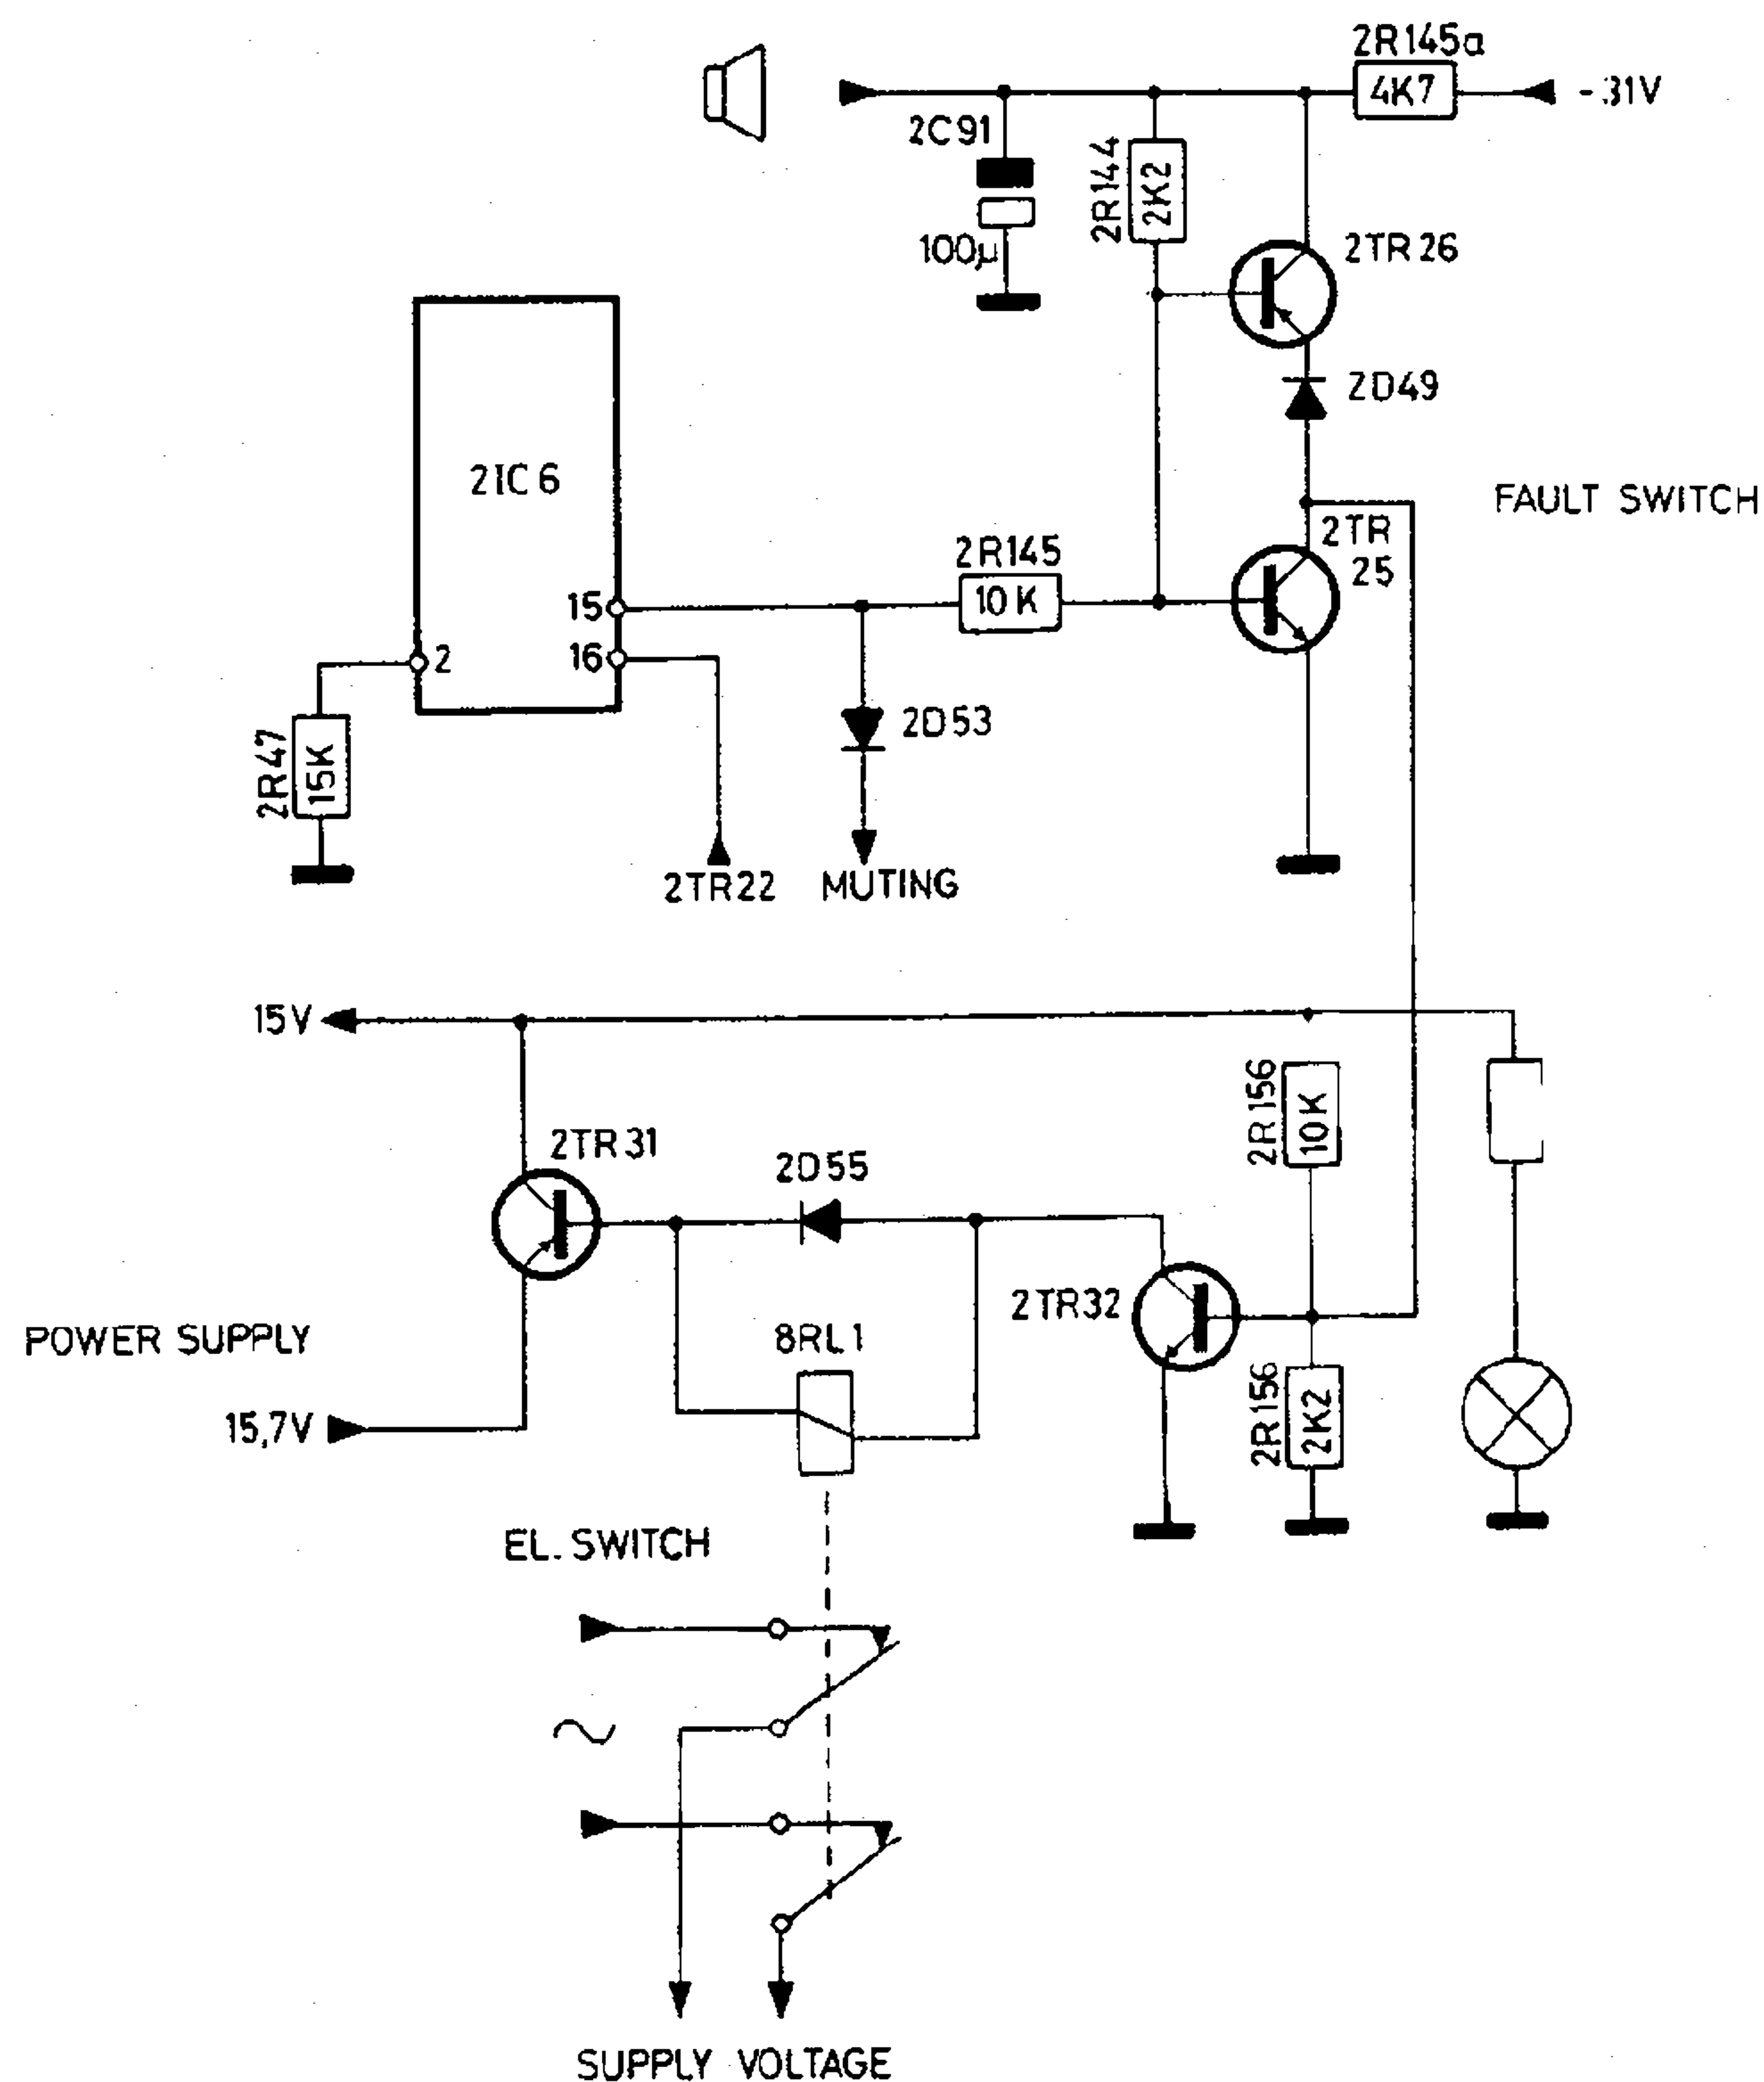 2R145a
4K7
-31V
2C91
100µ
2R144
2K2
2TR26
2D49
FAULT SWITCH
2TR
25
2IC6
2R145
10K
15
16
2
2R47
15K
2D53
2TR22
MUTING
15V
2R156
10K
2TR31
2D55
2TR32
8RL1
POWER SUPPLY
15,7V
2R156
2K2
EL. SWITCH
SUPPLY VOLTAGE